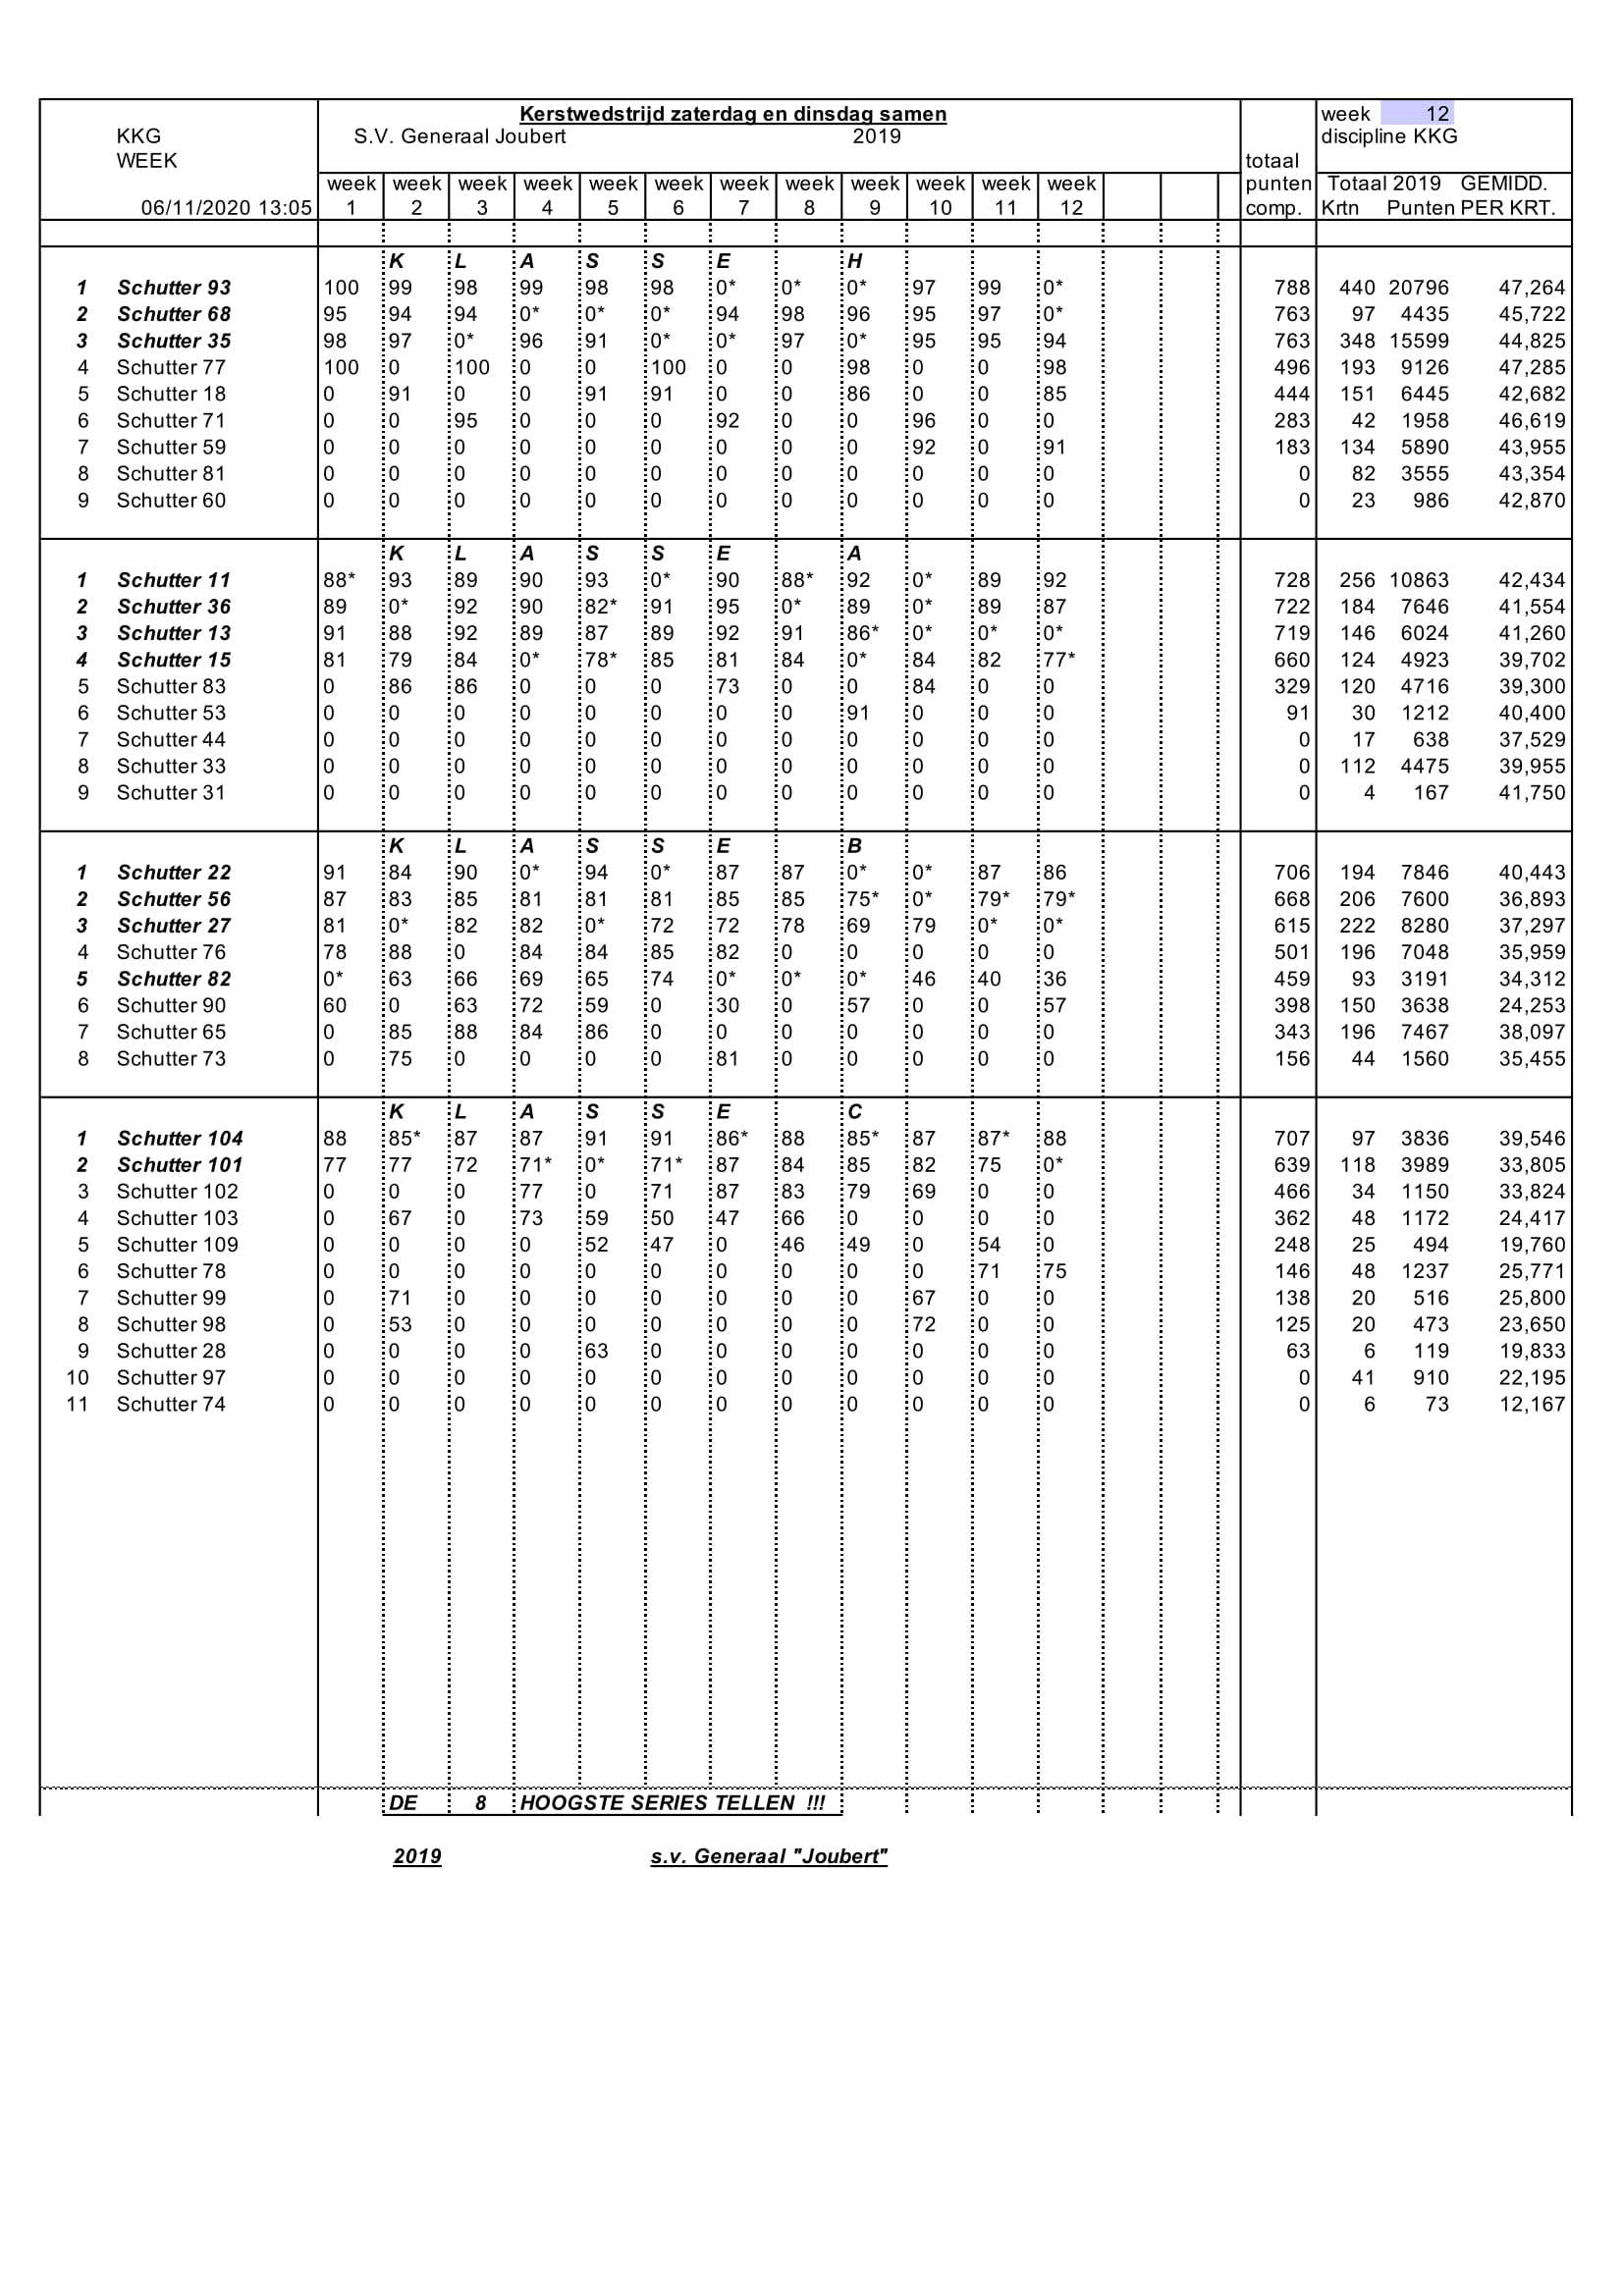 Kerstwedstrijd zaterdag en dinsdag samen week 12
KKG S.V. Generaal Joubert 2019 discipline KKG
WEEK totaal
week week week week week week week week week week week week punten Totaal 2019 GEMIDD.
06/11/2020 13:05 1 2 3 4 5 6 7 8 9 10 11 12 comp. Krtn Punten PER KRT.
K L A S S E H
1 Schutter 93 100 99 98 99 98 98 0* 0* 0* 97 99 0* 788 440 20796 47,264
2 Schutter 68 95 94 94 0* 0* 0* 94 98 96 95 97 0* 763 97 4435 45,722
3 Schutter 35 98 97 0* 96 91 0* 0* 97 0* 95 95 94 763 348 15599 44,825
4 Schutter 77 100 0 100 0 0 100 0 0 98 0 0 98 496 193 9126 47,285
5 Schutter 18 0 91 0 0 91 91 0 0 86 0 0 85 444 151 6445 42,682
6 Schutter 71 0 0 95 0 0 0 92 0 0 96 0 0 283 42 1958 46,619
7 Schutter 59 0 0 0 0 0 0 0 0 0 92 0 91 183 134 5890 43,955
8 Schutter 81 0 0 0 0 0 0 0 0 0 0 0 0 0 82 3555 43,354
9 Schutter 60 0 0 0 0 0 0 0 0 0 0 0 0 0 23 986 42,870
K L A S S E A
1 Schutter 11 88* 93 89 90 93 0* 90 88* 92 0* 89 92 728 256 10863 42,434
2 Schutter 36 89 0* 92 90 82* 91 95 0* 89 0* 89 87 722 184 7646 41,554
3 Schutter 13 91 88 92 89 87 89 92 91 86* 0* 0* 0* 719 146 6024 41,260
4 Schutter 15 81 79 84 0* 78* 85 81 84 0* 84 82 77* 660 124 4923 39,702
5 Schutter 83 0 86 86 0 0 0 73 0 0 84 0 0 329 120 4716 39,300
6 Schutter 53 0 0 0 0 0 0 0 0 91 0 0 0 91 30 1212 40,400
7 Schutter 44 0 0 0 0 0 0 0 0 0 0 0 0 0 17 638 37,529
8 Schutter 33 0 0 0 0 0 0 0 0 0 0 0 0 0 112 4475 39,955
9 Schutter 31 0 0 0 0 0 0 0 0 0 0 0 0 0 4 167 41,750
K L A S S E B
1 Schutter 22 91 84 90 0* 94 0* 87 87 0* 0* 87 86 706 194 7846 40,443
2 Schutter 56 87 83 85 81 81 81 85 85 75* 0* 79* 79* 668 206 7600 36,893
3 Schutter 27 81 0* 82 82 0* 72 72 78 69 79 0* 0* 615 222 8280 37,297
4 Schutter 76 78 88 0 84 84 85 82 0 0 0 0 0 501 196 7048 35,959
5 Schutter 82 0* 63 66 69 65 74 0* 0* 0* 46 40 36 459 93 3191 34,312
6 Schutter 90 60 0 63 72 59 0 30 0 57 0 0 57 398 150 3638 24,253
7 Schutter 65 0 85 88 84 86 0 0 0 0 0 0 0 343 196 7467 38,097
8 Schutter 73 0 75 0 0 0 0 81 0 0 0 0 0 156 44 1560 35,455
K L A S S E C
1 Schutter 104 88 85* 87 87 91 91 86* 88 85* 87 87* 88 707 97 3836 39,546
2 Schutter 101 77 77 72 71* 0* 71* 87 84 85 82 75 0* 639 118 3989 33,805
3 Schutter 102 0 0 0 77 0 71 87 83 79 69 0 0 466 34 1150 33,824
4 Schutter 103 0 67 0 73 59 50 47 66 0 0 0 0 362 48 1172 24,417
5 Schutter 109 0 0 0 0 52 47 0 46 49 0 54 0 248 25 494 19,760
6 Schutter 78 0 0 0 0 0 0 0 0 0 0 71 75 146 48 1237 25,771
7 Schutter 99 0 71 0 0 0 0 0 0 0 67 0 0 138 20 516 25,800
8 Schutter 98 0 53 0 0 0 0 0 0 0 72 0 0 125 20 473 23,650
9 Schutter 28 0 0 0 0 63 0 0 0 0 0 0 0 63 6 119 19,833
10 Schutter 97 0 0 0 0 0 0 0 0 0 0 0 0 0 41 910 22,195
11 Schutter 74 0 0 0 0 0 0 0 0 0 0 0 0 0 6 73 12,167
DE 8 HOOGSTE SERIES TELLEN !!!
2019 s.v. Generaal "Joubert"